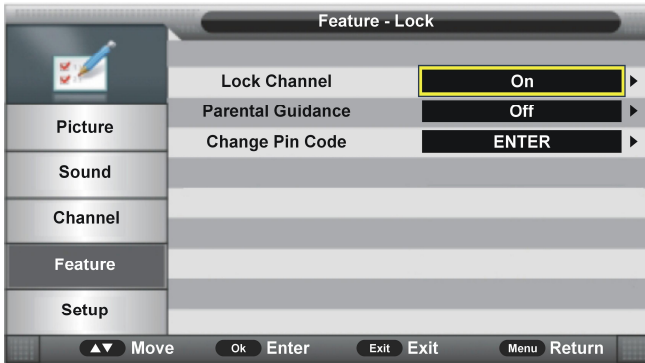 Feature - Lock
Lock Channel On
Parental Guidance Off
Change Pin Code ENTER
Picture
Sound
Channel
Feature
Setup
▲▼ Move Ok Enter Exit Exit Menu Return